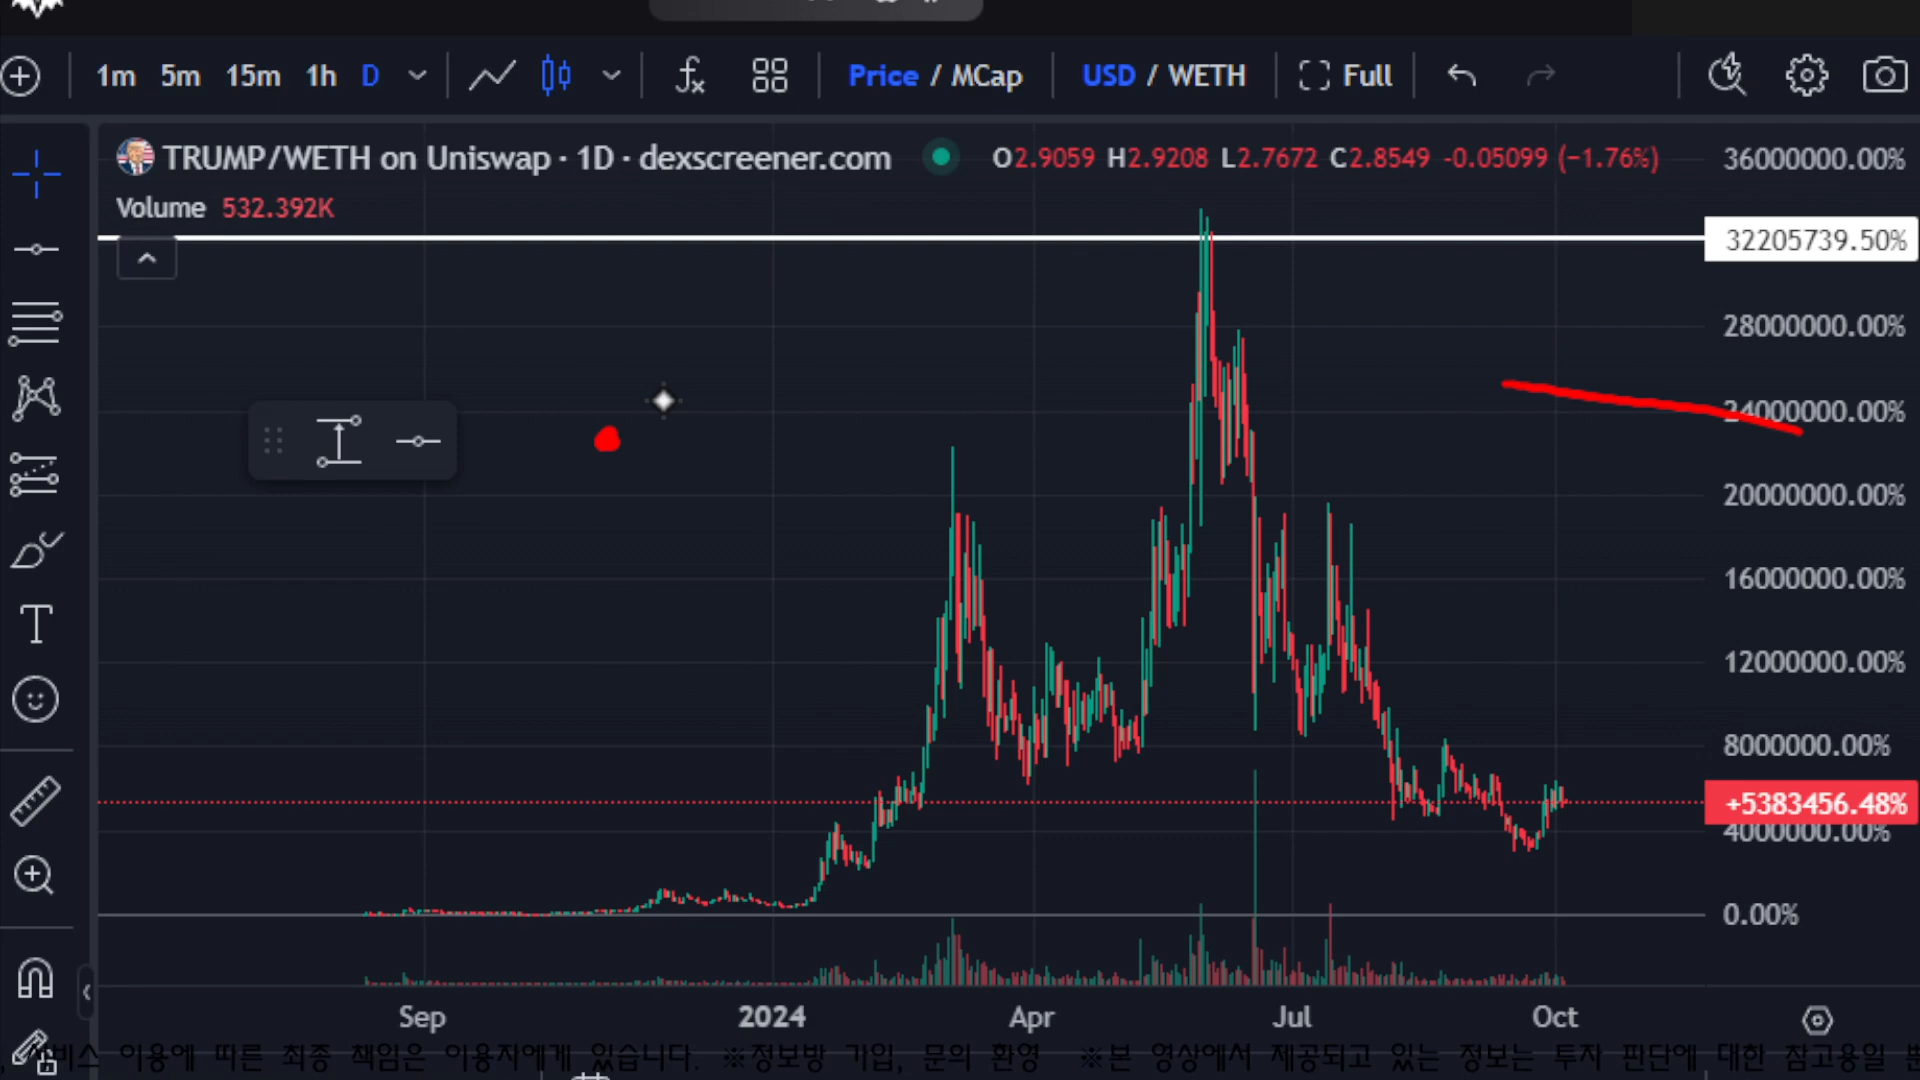 1m 5m 15m 1h D Price / MCap USD / WETH Full
TRUMP/WETH on Uniswap · 1D · dexscreener.com O2.9059 H2.9208 L2.7672 C2.8549 -0.05099 (−1.76%)
Volume 532.392K
36000000.00%
32205739.50%
28000000.00%
24000000.00%
20000000.00%
16000000.00%
12000000.00%
8000000.00%
+5383456.48%
4000000.00%
0.00%
Sep 2024 Apr Jul Oct
이용에 따른 최종 책임은 이용자에게 있습니다. ※정보방 가입, 문의 환영 ※본 영상에서 제공되고 있는 정보는 투자 판단에 대한 참고용일